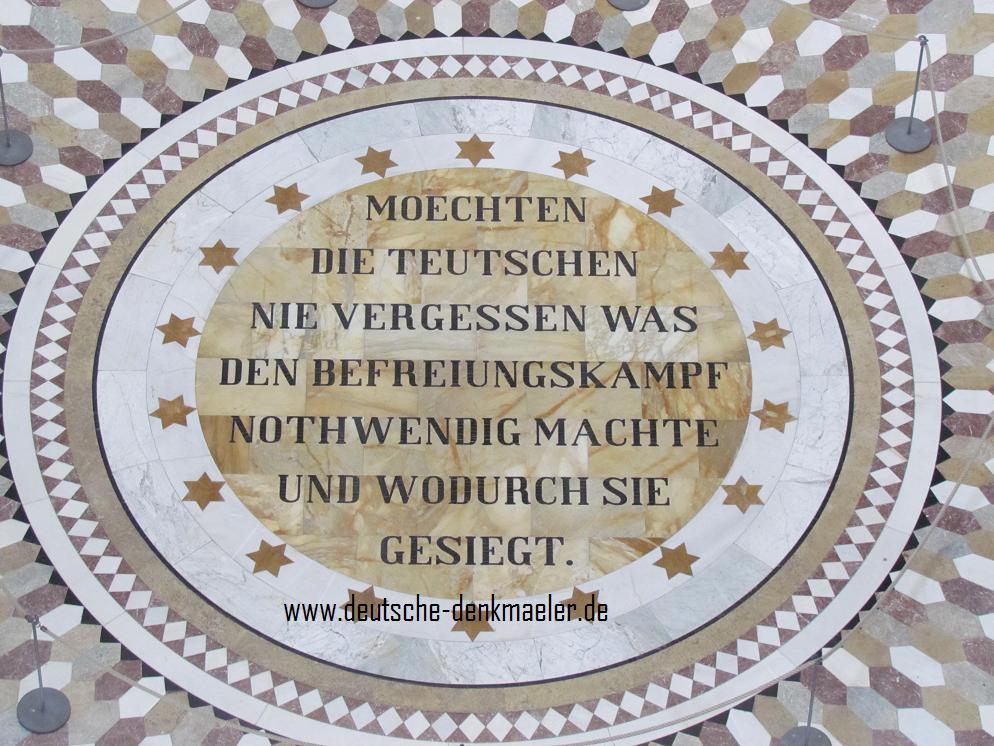 MOECHTEN
DIE TEUTSCHEN
NIE VERGESSEN WAS
DEN BEFREIUNGSKAMPF
NOTHWENDIG MACHTE
UND WODURCH SIE
GESIEGT.
www.deutsche-denkmaeler.de